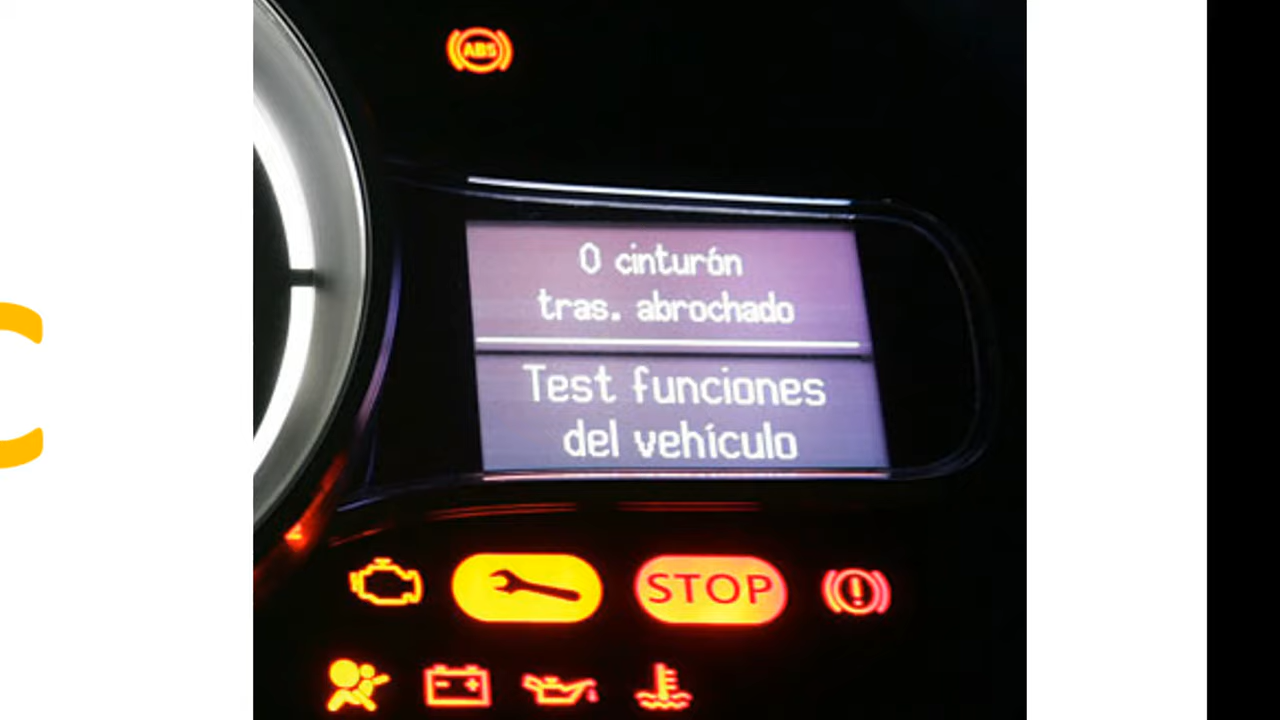 ABS
0 cinturón
tras. abrochado
Test funciones
del vehículo
STOP